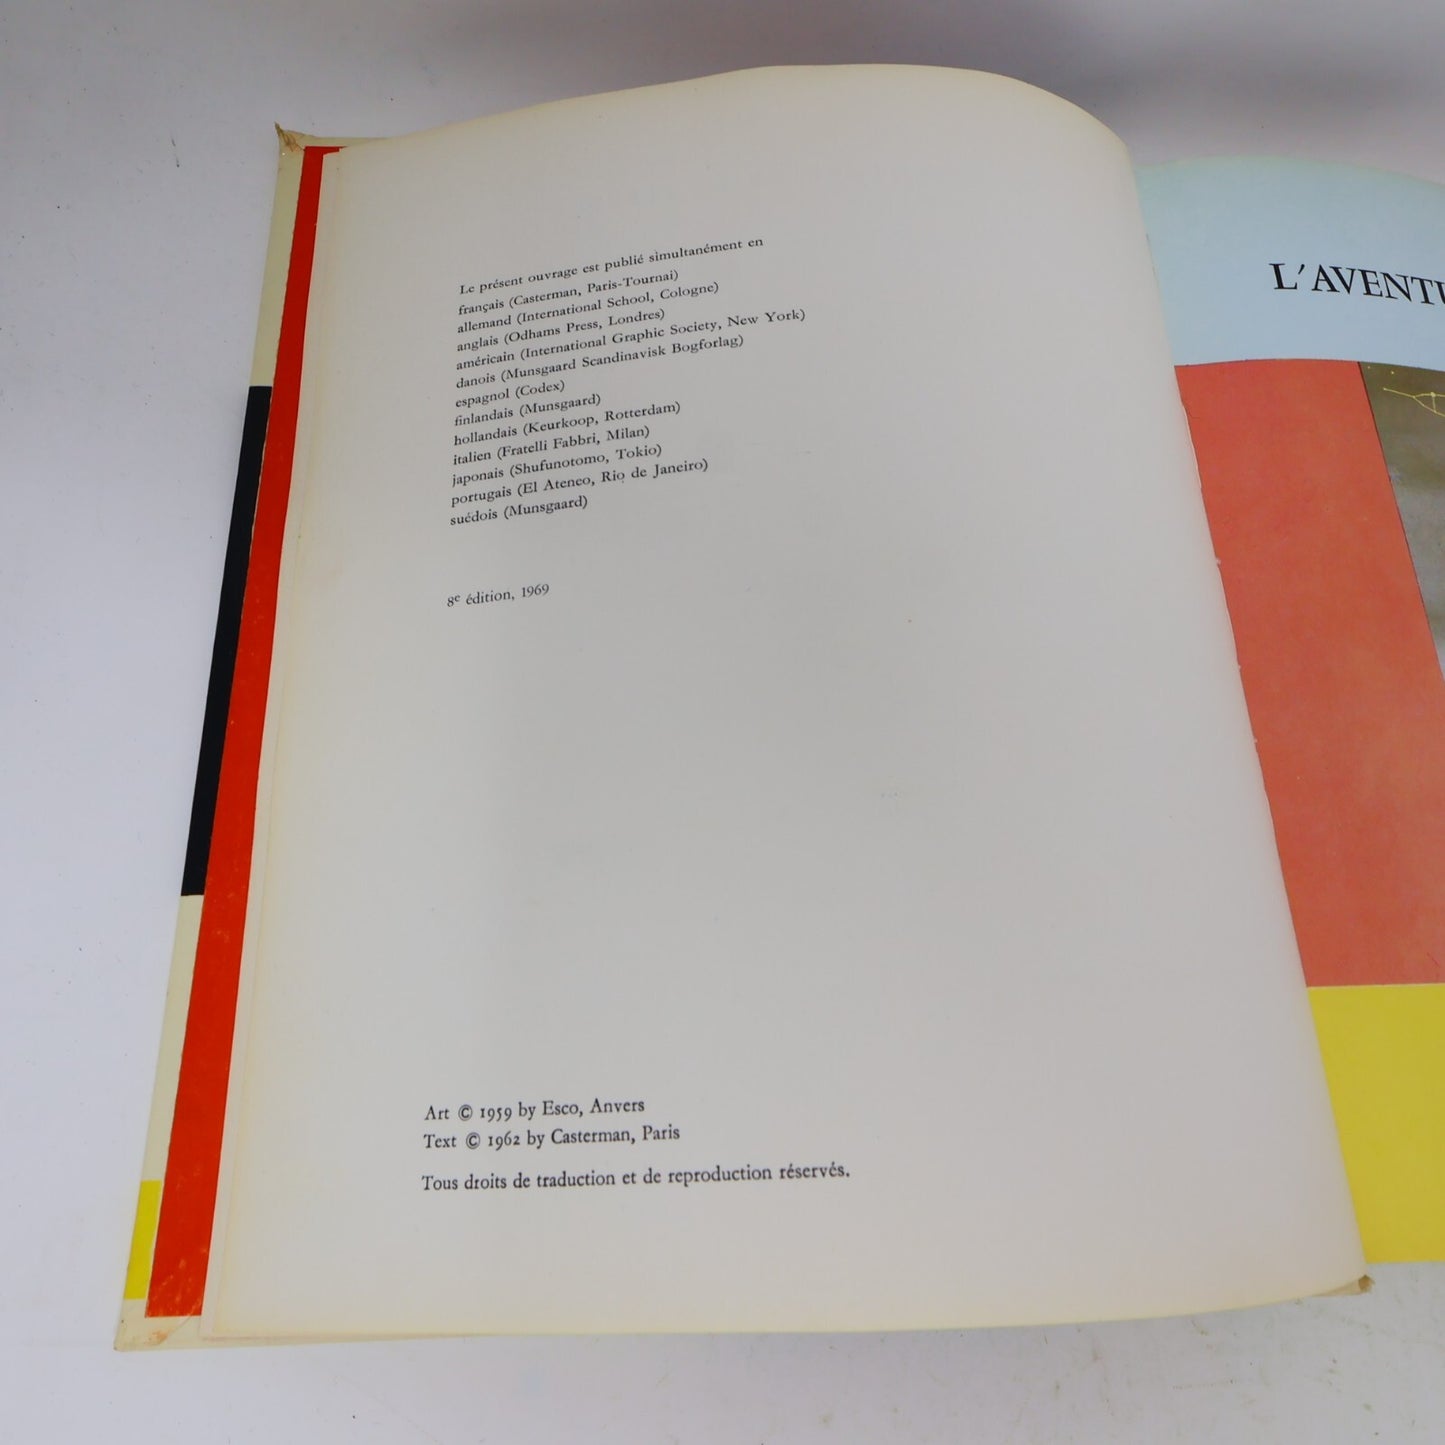 Le présent ouvrage est publié simultanément en
français (Casterman, Paris-Tournai)
allemand (International School, Cologne)
anglais (Odhams Press, Londres)
américain (International Graphic Society, New York)
danois (Munsgaard Scandinavisk Bogforlag)
espagnol (Codex)
finlandais (Munsgaard)
hollandais (Keurkoop, Rotterdam)
italien (Fratelli Fabbri, Milan)
japonais (Shufunotomo, Tokio)
portugais (El Ateneo, Rio de Janeiro)
suédois (Munsgaard)
8e édition, 1969
Art © 1959 by Esco, Anvers
Text © 1962 by Casterman, Paris
Tous droits de traduction et de reproduction réservés.
L'AVENTU